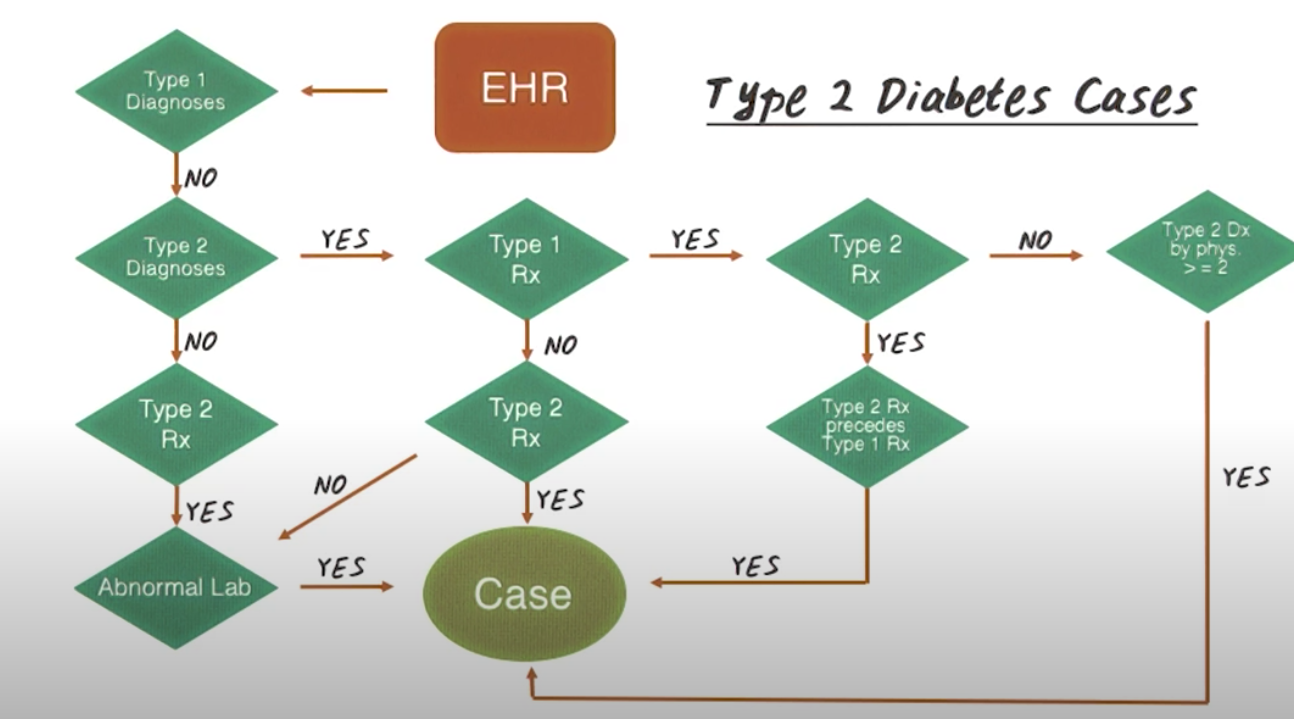 Type 1
Diagnoses
EHR
Type 2 Diabetes Cases
NO
Type 2
Diagnoses
YES
Type 1
Rx
YES
Type 2
Rx
NO
Type 2 Dx
by phys.
>= 2
NO
NO
YES
Type 2
Rx
Type 2
Rx
Type 2 Rx
precedes
Type 1 Rx
NO
YES
YES
YES
Abnormal Lab
YES
Case
YES